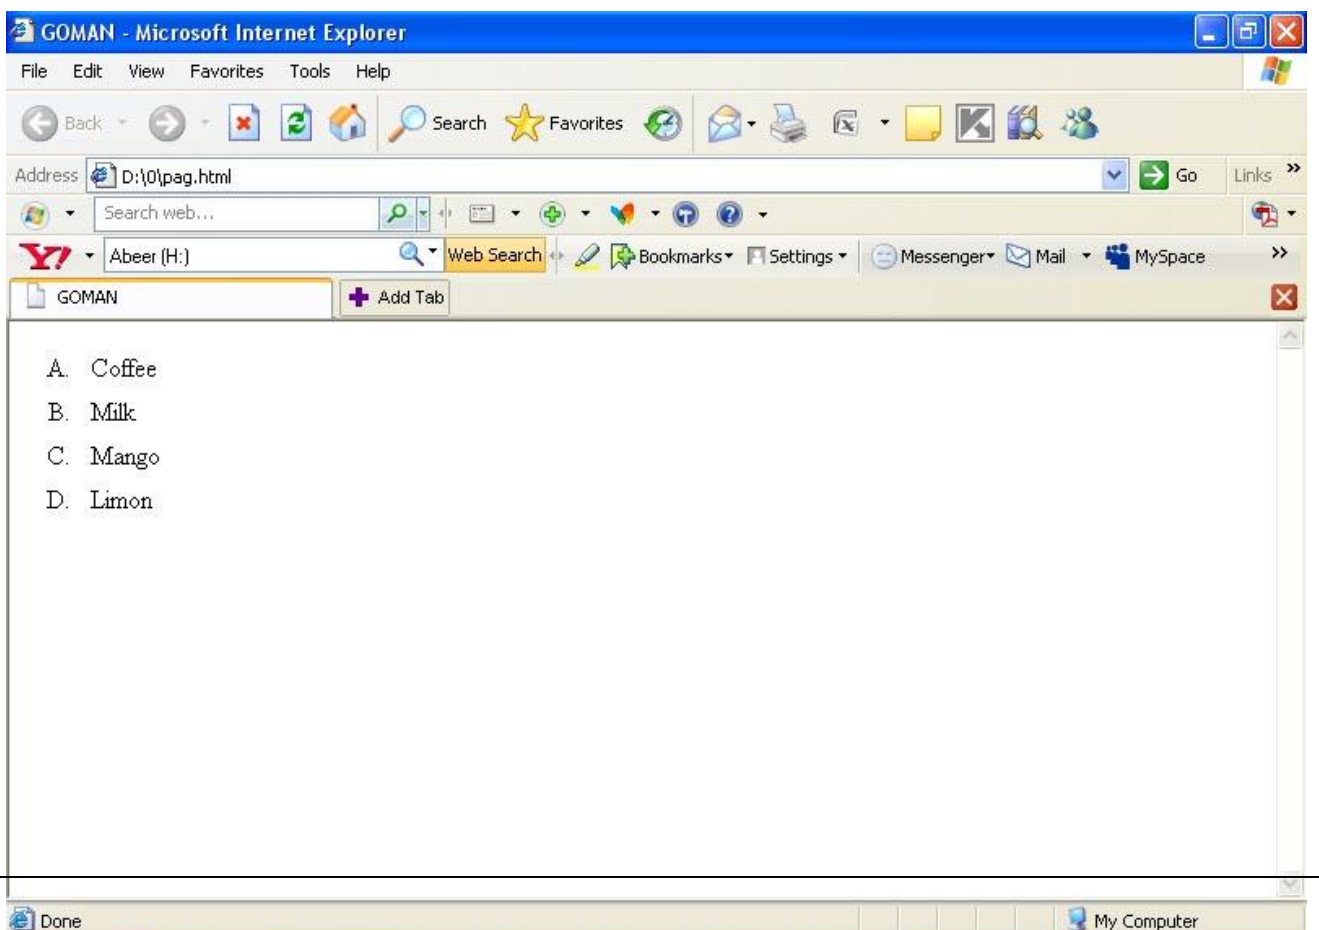 GOMAN - Microsoft Internet Explorer
File Edit View Favorites Tools Help
Back Search Favorites
Address D:\0\pag.html Go Links »
Search web...
Y! Abeer (H:) Web Search Bookmarks Settings Messenger Mail MySpace »
GOMAN Add Tab
A. Coffee
B. Milk
C. Mango
D. Limon
Done My Computer